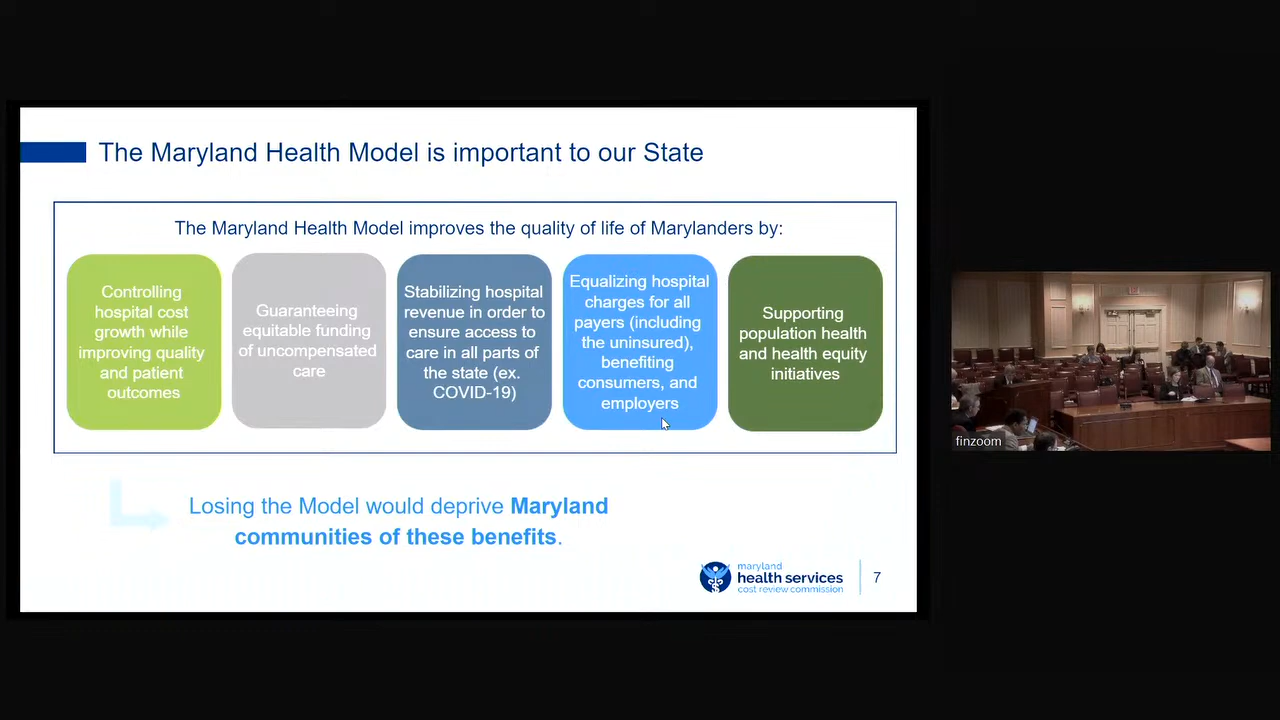 The Maryland Health Model is important to our State
The Maryland Health Model improves the quality of life of Marylanders by:
Controlling
hospital cost
growth while
improving quality
and patient
outcomes
Guaranteeing
equitable funding
of uncompensated
care
Stabilizing hospital
revenue in order to
ensure access to
care in all parts of
the state (ex.
COVID-19)
Equalizing hospital
charges for all
payers (including
the uninsured),
benefiting
consumers, and
employers
Supporting
population health
and health equity
initiatives
Losing the Model would deprive Maryland
communities of these benefits.
maryland
health services
cost review commission
7
finzoom